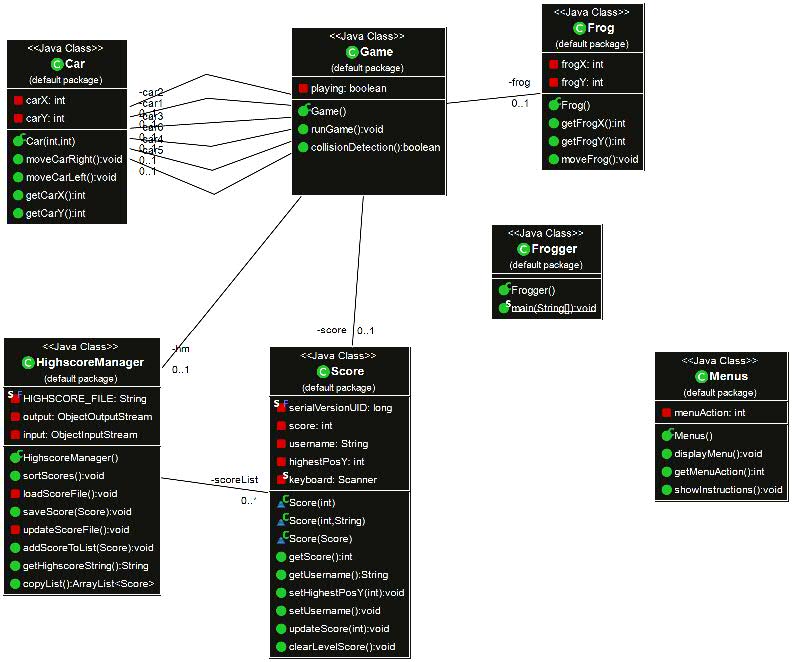 <<Java Class>>
Car
(default package)
carX: int
carY: int
Car(int,int)
moveCarRight():void
moveCarLeft():void
getCarX():int
getCarY():int
-car2
-car1
0..1
-car3
0..1
-car6
0..1
-car4
0..1
-car5
0..1
0..1
<<Java Class>>
Game
(default package)
playing: boolean
Game()
runGame():void
collisionDetection():boolean
-frog
0..1
<<Java Class>>
Frog
(default package)
frogX: int
frogY: int
Frog()
getFrogX():int
getFrogY():int
moveFrog():void
<<Java Class>>
Frogger
(default package)
Frogger()
main(String[]):void
-hm
0..1
-score
0..1
<<Java Class>>
HighscoreManager
(default package)
HIGHSCORE_FILE: String
output: ObjectOutputStream
input: ObjectInputStream
HighscoreManager()
sortScores():void
loadScoreFile():void
saveScore(Score):void
updateScoreFile():void
addScoreToList(Score):void
getHighscoreString():String
copyList():ArrayList<Score>
-scoreList
0..*
<<Java Class>>
Score
(default package)
serialVersionUID: long
score: int
username: String
highestPosY: int
keyboard: Scanner
Score(int)
Score(int,String)
Score(Score)
getScore():int
getUsername():String
setHighestPosY(int):void
setUsername():void
updateScore(int):void
clearLevelScore():void
<<Java Class>>
Menus
(default package)
menuAction: int
Menus()
displayMenu():void
getMenuAction():int
showInstructions():void